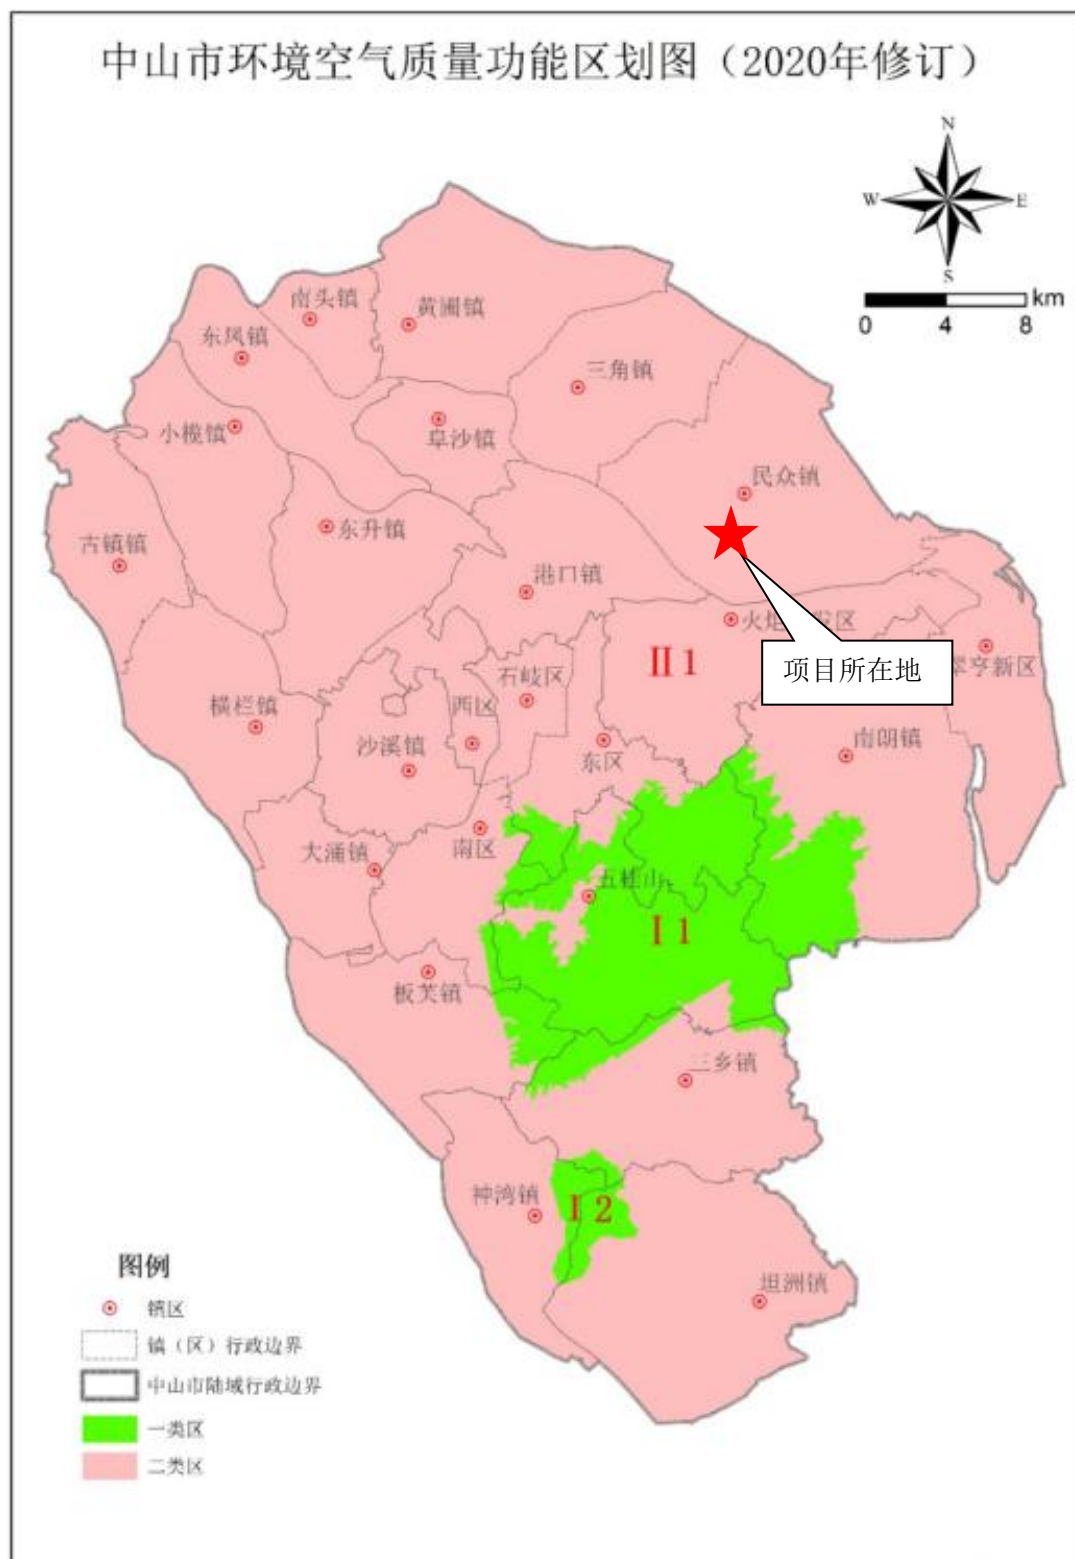 中山市环境空气质量功能区划图（2020年修订）
N
W
E
S
km
0 4 8
南头镇
黄圃镇
东凤镇
三角镇
小榄镇
阜沙镇
民众镇
东升镇
古镇镇
港口镇
火炬
发区
II 1
项目所在地
翠亨新区
石岐区
西区
横栏镇
沙溪镇
东区
南朗镇
南区
大涌镇
五桂山
I 1
板芙镇
三乡镇
神湾镇
I 2
坦洲镇
图例
镇区
镇（区）行政边界
中山市陆域行政边界
一类区
二类区